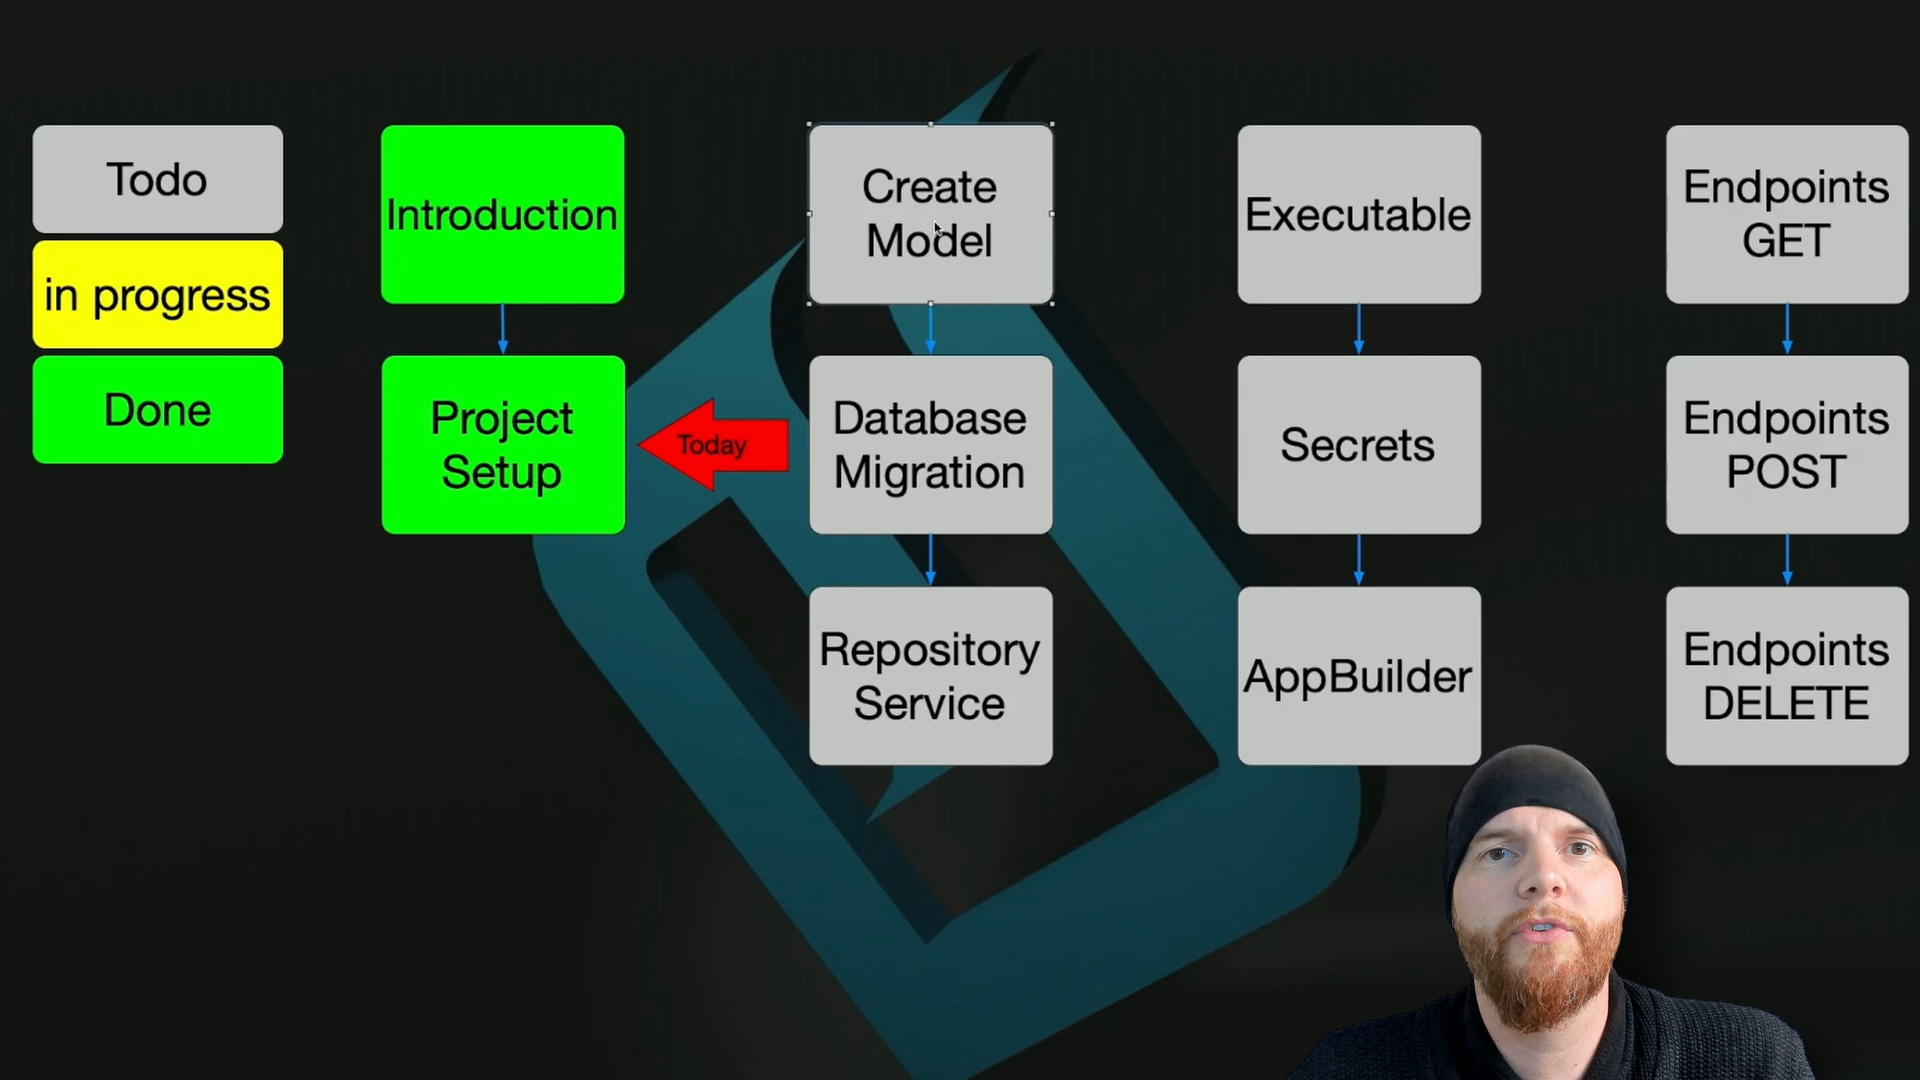 Todo
in progress
Done
Introduction
Project
Setup
Today
Create
Model
Database
Migration
Repository
Service
Executable
Secrets
AppBuilder
Endpoints
GET
Endpoints
POST
Endpoints
DELETE